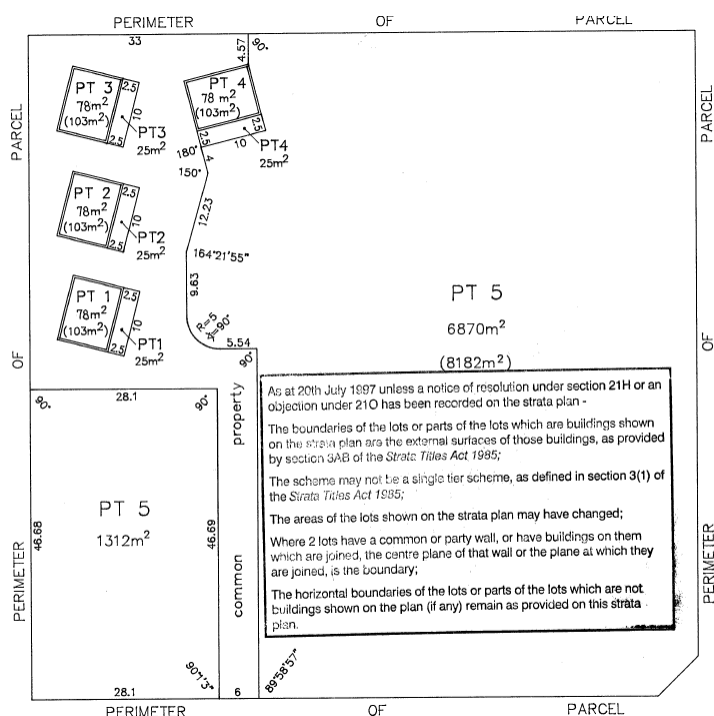 PERIMETER OF PARCEL
33
4.57
90°
PARCEL
PARCEL
PT 3
78m²
(103m²)
2.5
10
2.5
PT3
25m²
PT 4
78 m²
(103m²)
2.5
2.5
10
PT4
25m²
180°
4
150°
12.23
PT 2
78m²
(103m²)
2.5
10
2.5
PT2
25m²
164°21'55"
9.63
PT 1
78m²
(103m²)
2.5
10
2.5
PT1
25m²
R=5
∡=90°
5.54
90°
PT 5
6870m²
(8182m²)
OF
OF
28.1
90°
90°
common property
PT 5
1312m²
46.68
46.69
As at 20th July 1997 unless a notice of resolution under section 21H or an
objection under 21O has been recorded on the strata plan -
The boundaries of the lots or parts of the lots which are buildings shown
on the strata plan are the external surfaces of those buildings, as provided
by section 3AB of the Strata Titles Act 1985;
The scheme may not be a single tier scheme, as defined in section 3(1) of
the Strata Titles Act 1985;
The areas of the lots shown on the strata plan may have changed;
Where 2 lots have a common or party wall, or have buildings on them
which are joined, the centre plane of that wall or the plane at which they
are joined, is the boundary;
The horizontal boundaries of the lots or parts of the lots which are not
buildings shown on the plan (if any) remain as provided on this strata
plan.
PERIMETER
PERIMETER
90°1'3"
89°58'57"
28.1
6
PERIMETER OF PARCEL